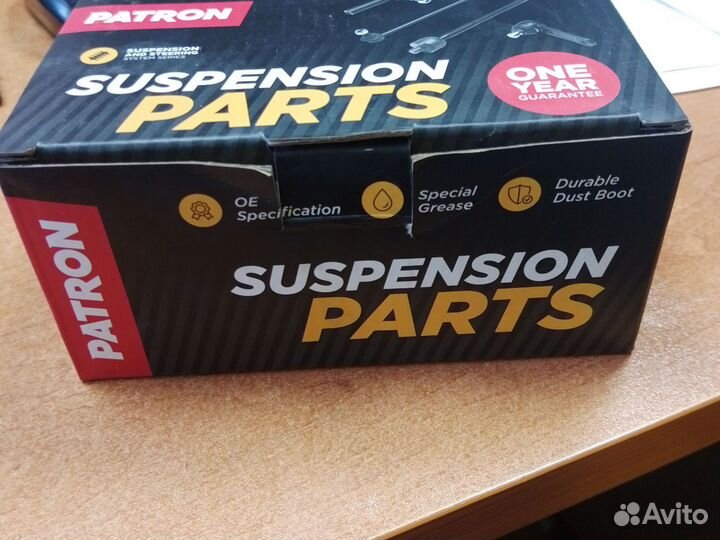 PATRON
SUSPENSION
AND STEERING
SYSTEM SERIES
SUSPENSION
PARTS
ONE
YEAR
GUARANTEE
OE
Specification
Special
Grease
Durable
Dust Boot
PATRON
SUSPENSION
PARTS
Avito